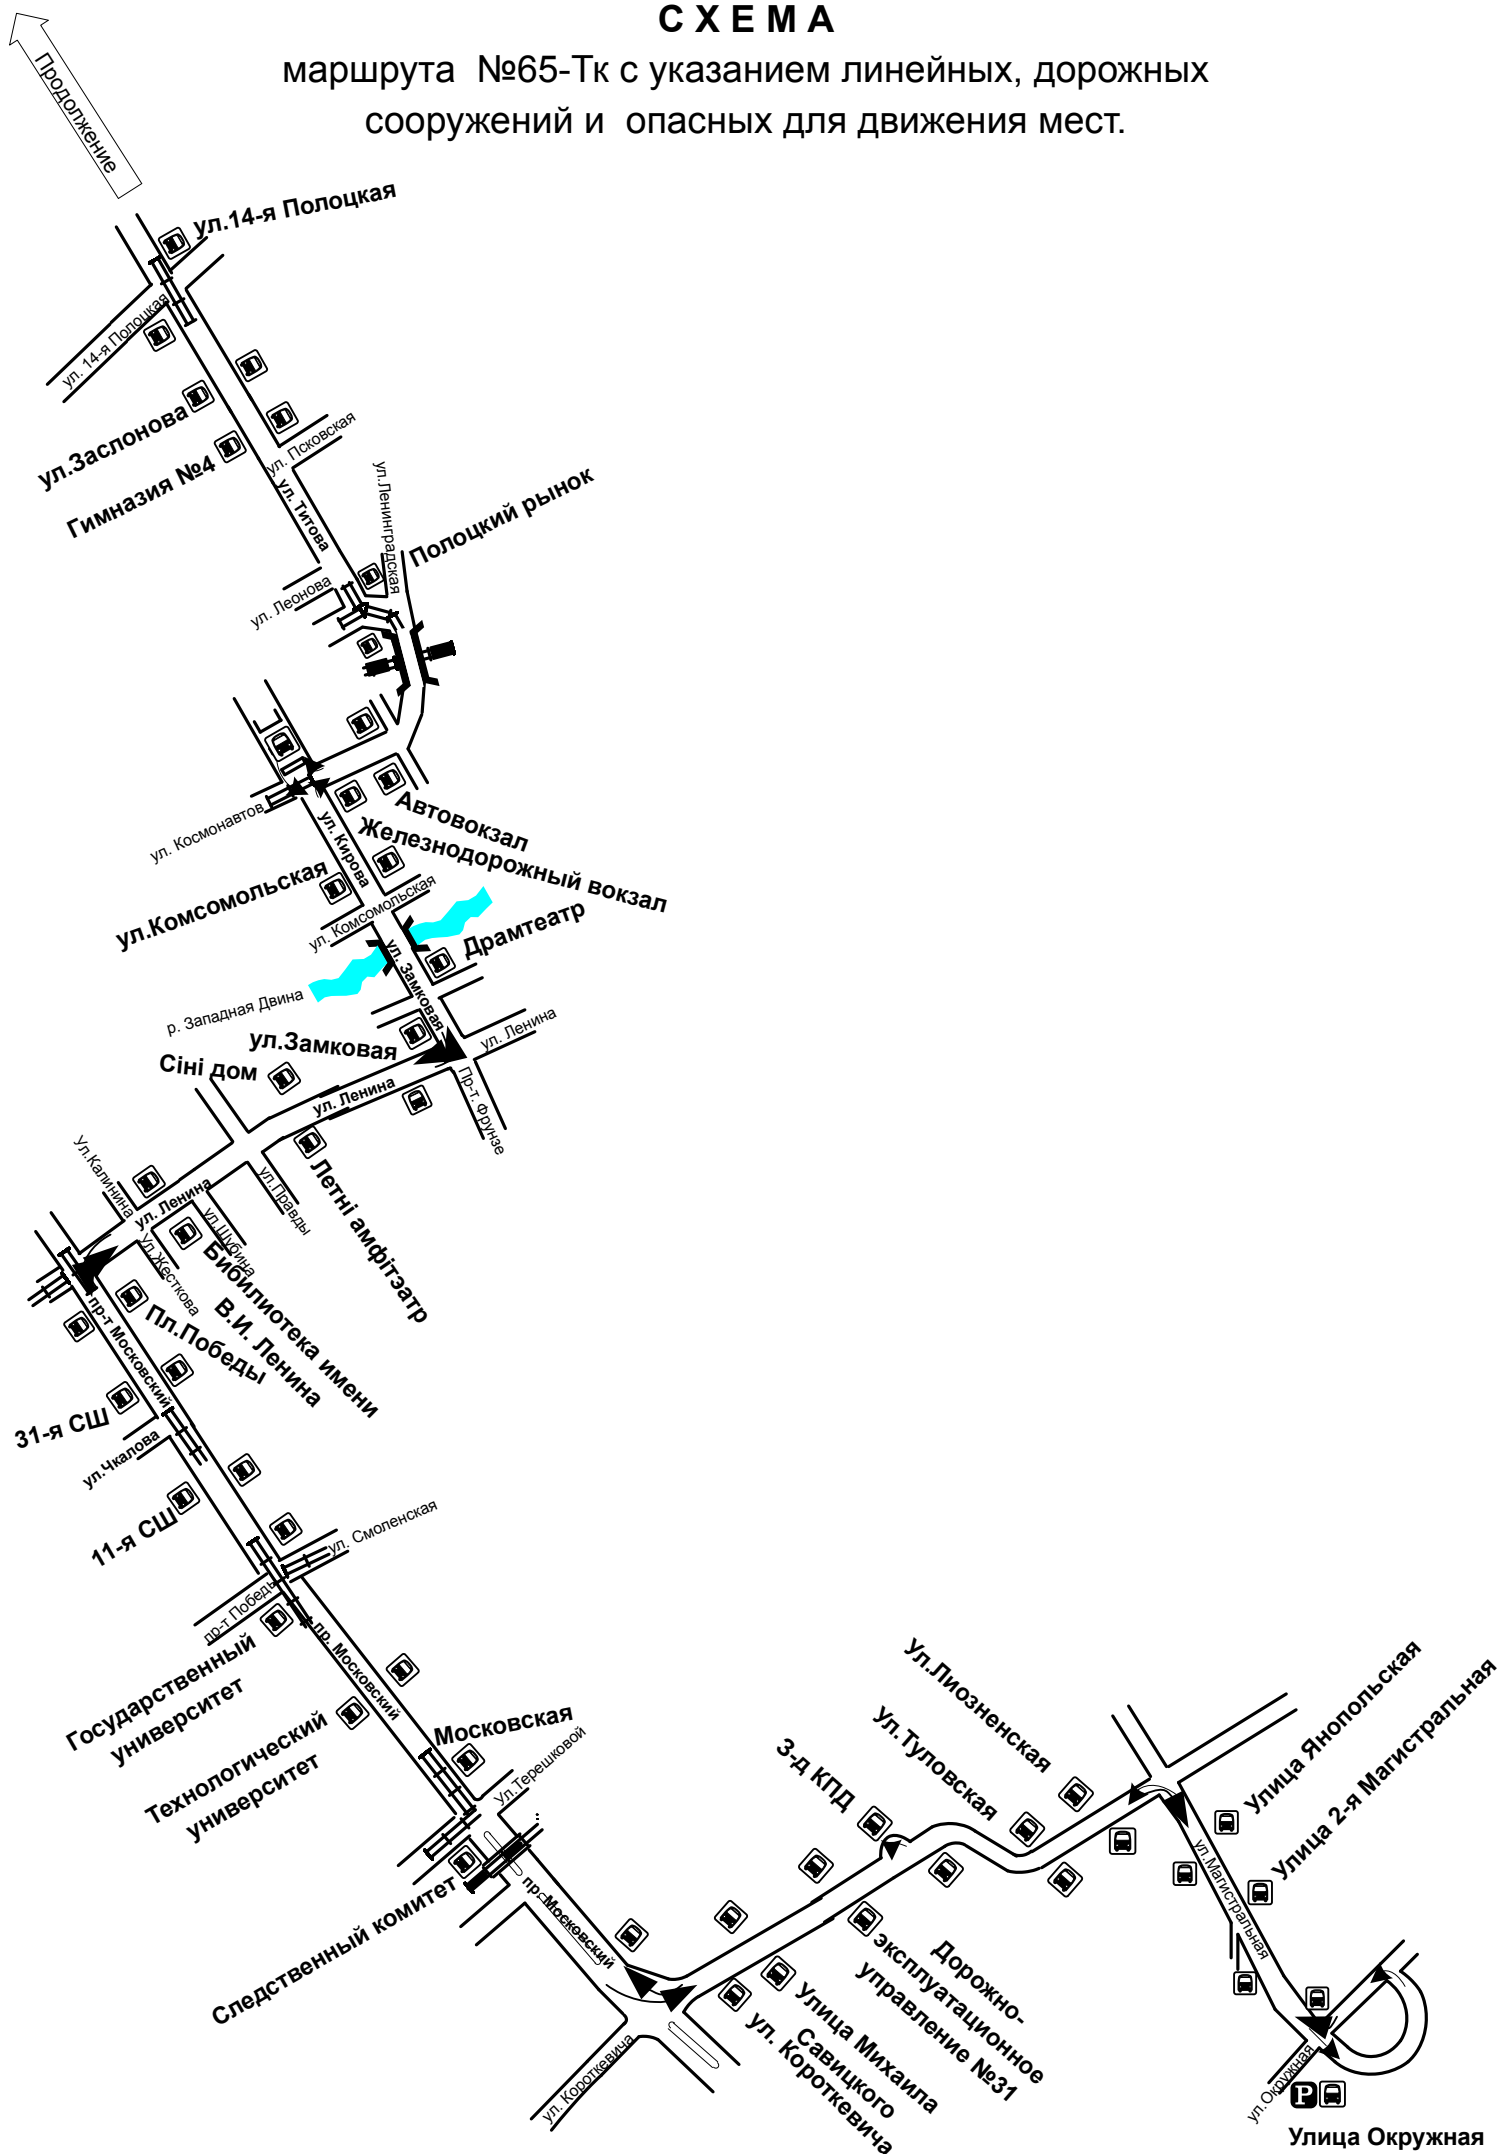 СХЕМА
маршрута №65-Тк с указанием линейных, дорожных
сооружений и опасных для движения мест.
Продолжение
ул.14-я Полоцкая
ул. 14-я Полоцкая
ул.Заслонова
Гимназия №4
ул. Псковская
ул. Титова
ул.Ленинградская
Полоцкий рынок
ул. Леонова
ул. Космонавтов
ул. Кирова
Автовокзал
Железнодорожный вокзал
ул.Комсомольская
ул. Комсомольская
Драмтеатр
ул. Замковая
р. Западная Двина
ул.Замковая
ул. Ленина
Сіні дом
ул. Ленина
Пр-т. Фрунзе
Летні амфітэатр
ул.Правды
Ул.Калинина
ул. Ленина
ул.Шубина
Ул.Жесткова
Бибилиотека имени
В.И. Ленина
Пл.Победы
пр-т Московский
31-я СШ
ул.Чкалова
11-я СШ
ул. Смоленская
пр-т Победы
пр. Московский
Государственный
университет
Технологический
университет
Московская
Ул.Терешковой
...
Следственный комитет
пр. Московский
ул. Короткевича
ул. Короткевича
Улица Михаила
Савицкого
Дорожно-
эксплуатационное
управление №31
З-д КПД
Ул.Туловская
Ул.Лиозненская
Улица Янопольская
Улица 2-я Магистральная
ул.Магистральная
ул.Окружная
P
Улица Окружная